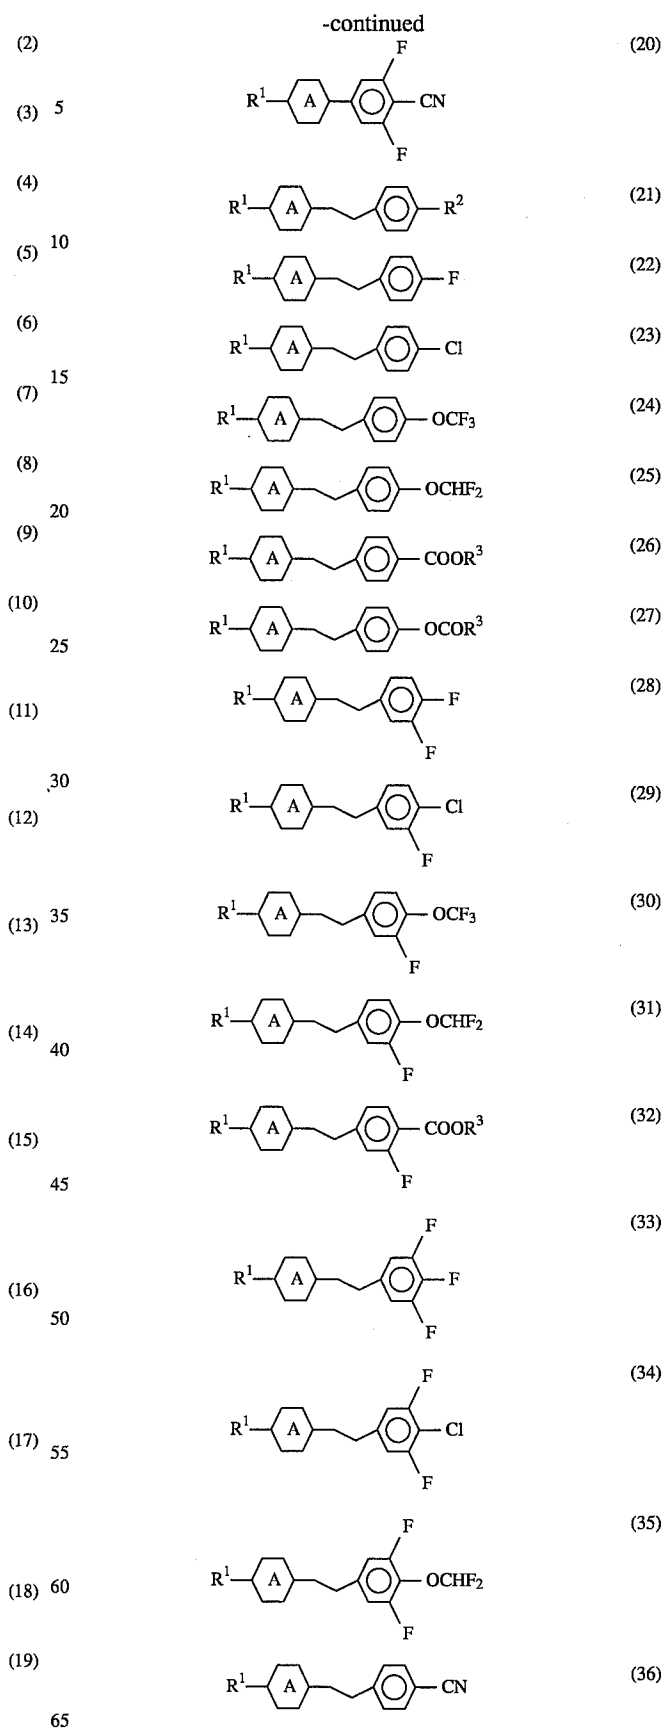 -continued
(2) F (20)
(3) 5 R¹ A CN
F
(4) R¹ A R² (21)
(5) 10 R¹ A F (22)
(6) R¹ A Cl (23)
15
(7) R¹ A OCF₃ (24)
(8) R¹ A OCHF₂ (25)
20
(9) R¹ A COOR³ (26)
(10) R¹ A OCOR³ (27)
25
(11) R¹ A F (28)
F
30
(12) R¹ A Cl (29)
F
(13) 35 R¹ A OCF₃ (30)
F
(14) R¹ A OCHF₂ (31)
40
F
(15) R¹ A COOR³ (32)
45
F
F (33)
(16) R¹ A F
50
F
F (34)
(17) R¹ A Cl
55
F
F (35)
(18) 60 R¹ A OCHF₂
F
(19) R¹ A CN (36)
65